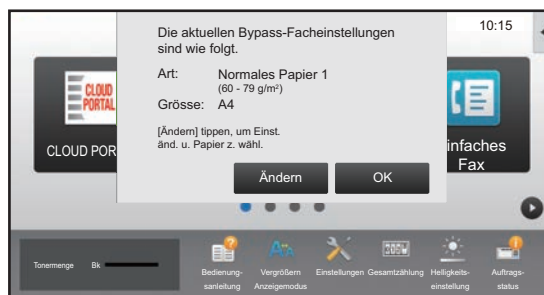 10:15
Die aktuellen Bypass-Facheinstellungen
sind wie folgt.
Art: Normales Papier 1
(60 - 79 g/m²)
Grösse: A4
[Ändern] tippen, um Einst.
änd. u. Papier z. wähl.
Ändern OK
CLOUD
PORTAL
CLOUD POR
infaches
Fax
Tonermenge Bk
Bedienung-
sanleitung
Vergrößern
Anzeigemodus
Einstellungen
Gesamtzählung
Helligkeits-
einstellung
Auftrags-
status